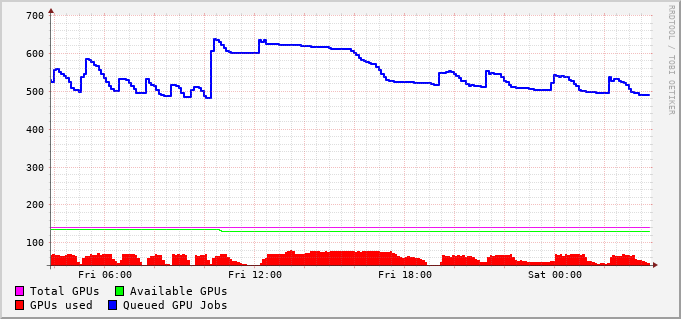 700
600
500
400
300
200
100
Fri 06:00 Fri 12:00 Fri 18:00 Sat 00:00
Total GPUs Available GPUs
GPUs used Queued GPU Jobs
RRDTOOL / TOBI OETIKER